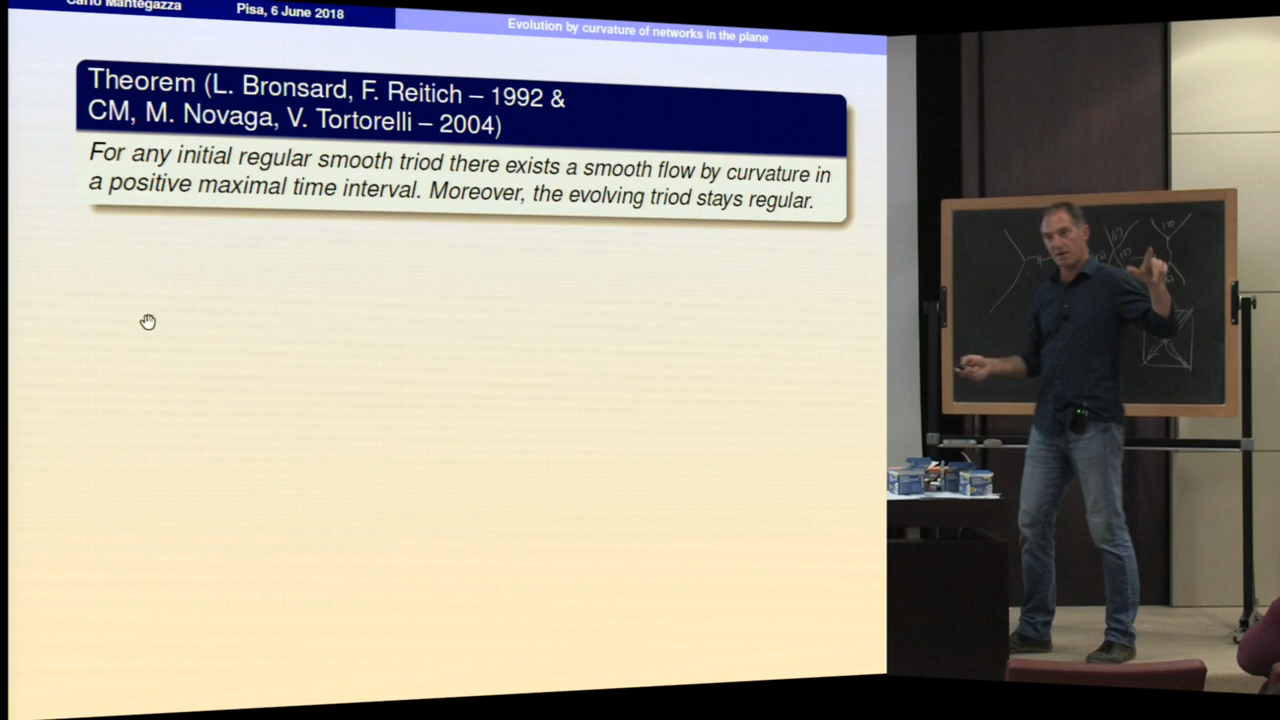 Carlo Mantegazza Pisa, 6 June 2018 Evolution by curvature of networks in the plane
Theorem (L. Bronsard, F. Reitich – 1992 &
CM, M. Novaga, V. Tortorelli – 2004)
For any initial regular smooth triod there exists a smooth flow by curvature in
a positive maximal time interval. Moreover, the evolving triod stays regular.